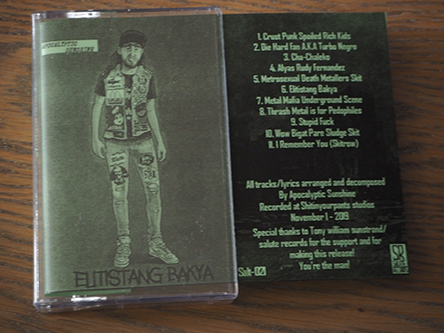 APOCALYPTIC
SUNSHINE
ELITISTANG BAKYA
1. Crust Punk Spoiled Rich Kids
2. Die Hard Fan A.K.A Turbo Negro
3. Cha-Chaleko
4. Alyas Rudy Fernandez
5. Metrosexual Death Metallers Skit
6. Elitistang Bakya
7. Metal Mafia Underground Scene
8. Thrash Metal is for Pedophiles
9. Stupid Fuck
10. Wow Bigat Pare Sludge Skit
11. I Remember You (Skitrow)
All tracks/lyrics arranged and decomposed
By Apocalyptic Sunshine
Recorded at Shitinyourpants studios
November 1 - 2019
Special thanks to Tony william sunstrand/
salute records for the support and for
making this release!
You're the man!